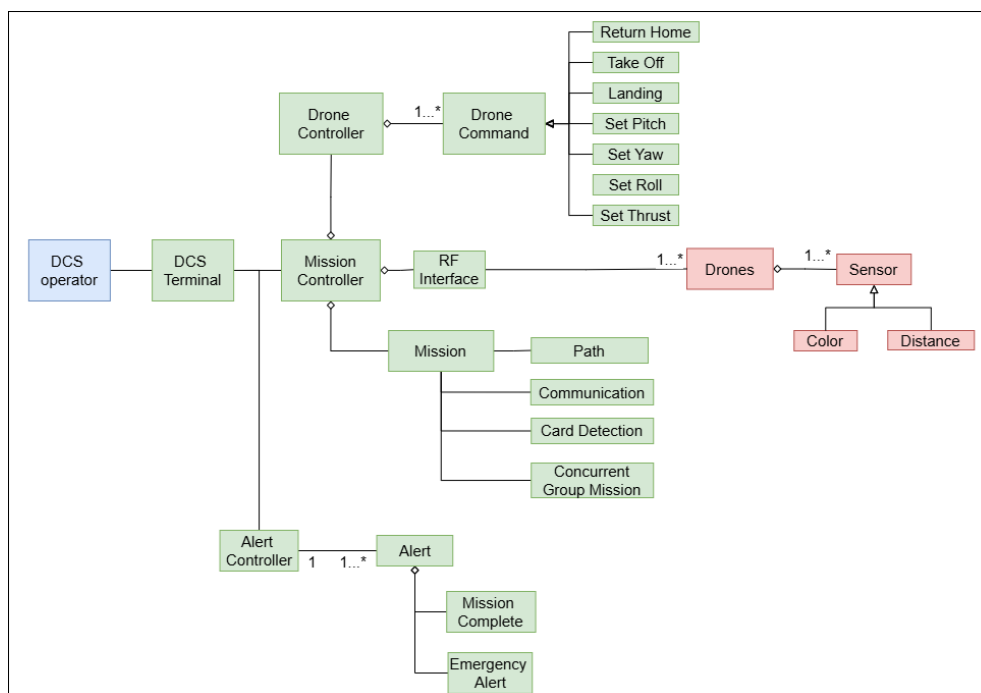 Return Home
Take Off
Landing
Set Pitch
Set Yaw
Set Roll
Set Thrust
Drone
Controller
1...*
Drone
Command
DCS
operator
DCS
Terminal
Mission
Controller
RF
Interface
1...*
Drones
1...*
Sensor
Color
Distance
Mission
Path
Communication
Card Detection
Concurrent
Group Mission
Alert
Controller
1
1...*
Alert
Mission
Complete
Emergency
Alert